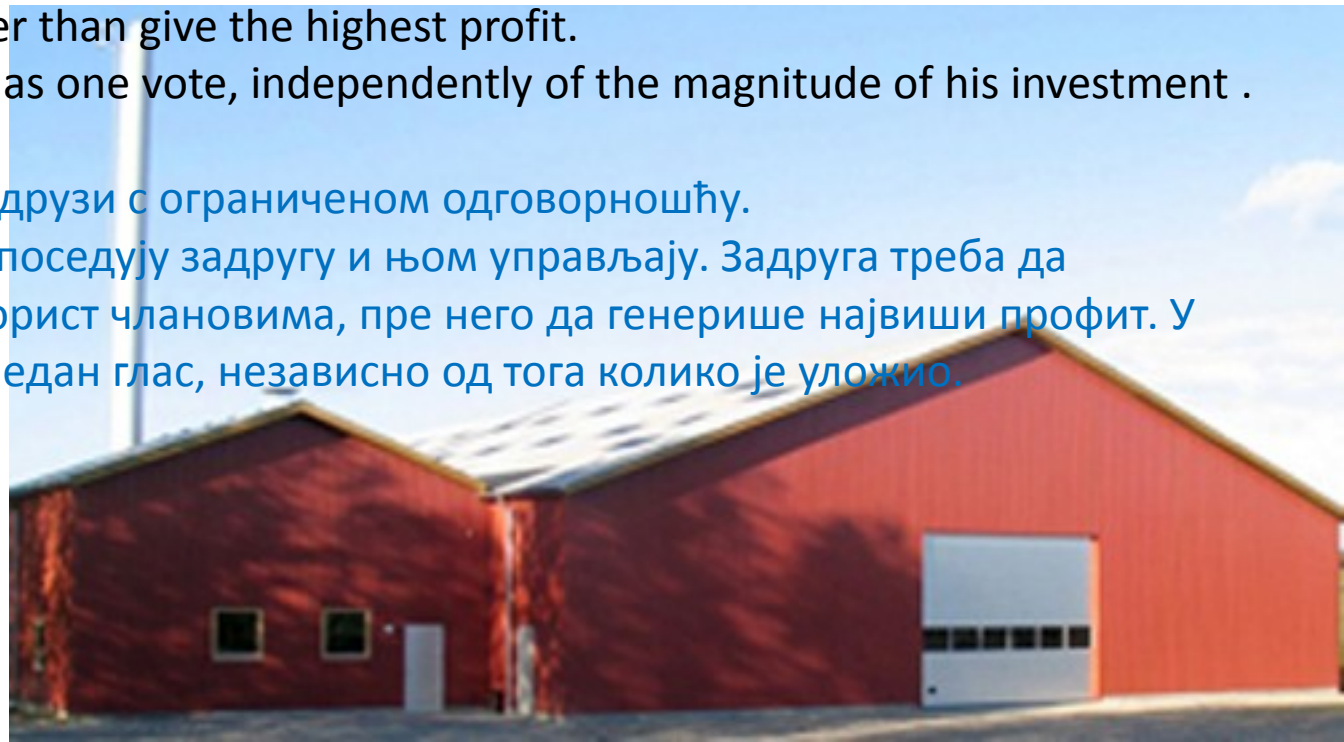 er than give the highest profit.
as one vote, independently of the magnitude of his investment .
друзи с ограниченом одговорношћу.
поседују задругу и њом управљају. Задруга треба да
орист члановима, пре него да генерише највиши профит. У
едан глас, независно од тога колико је уложио.